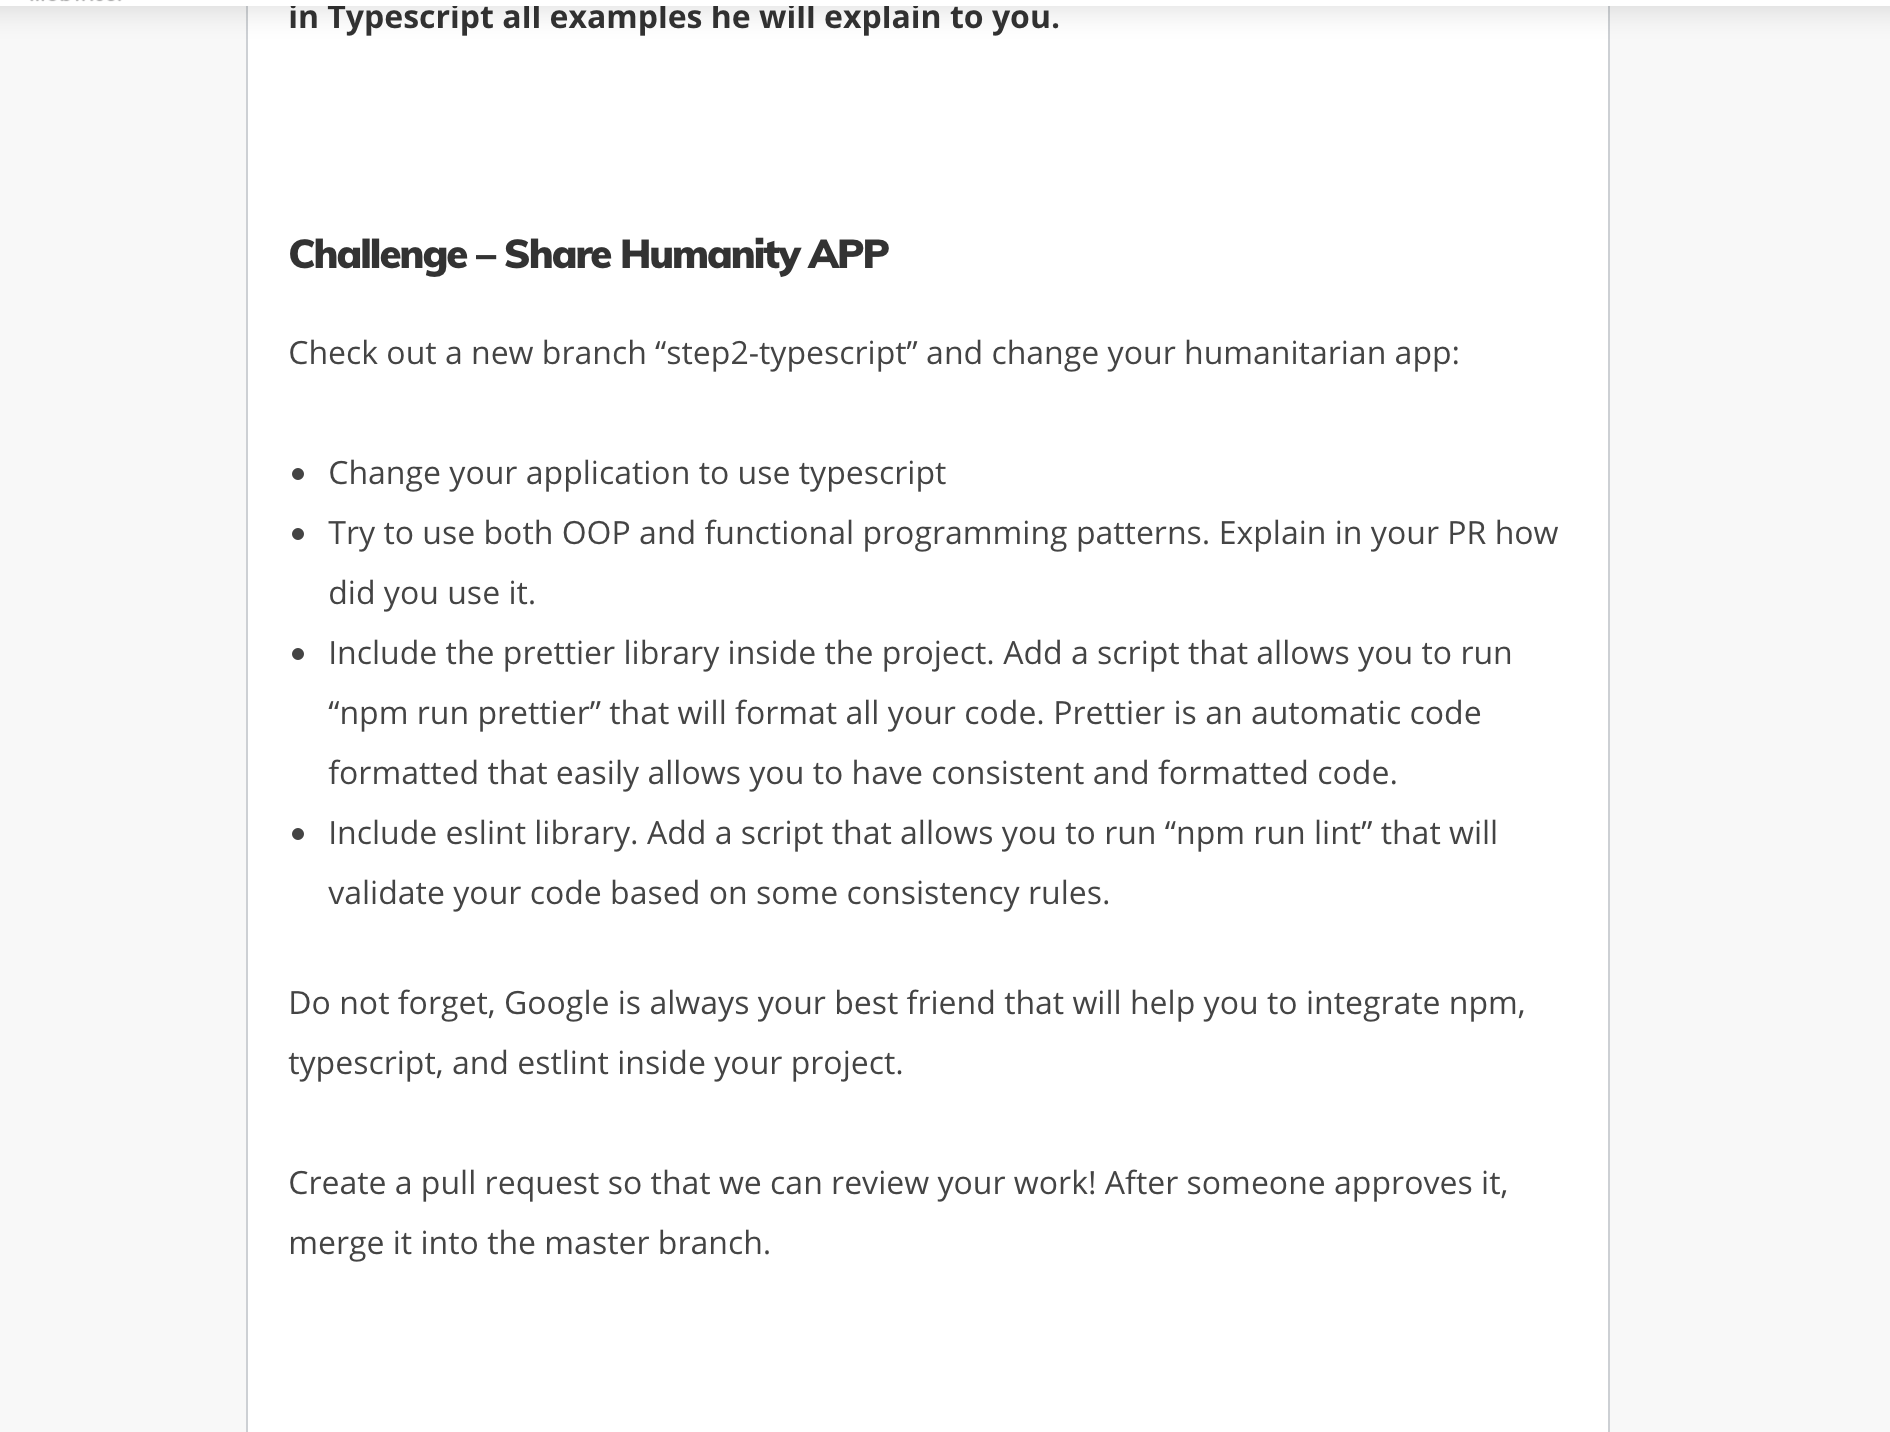 in Typescript all examples he will explain to you.
Challenge – Share Humanity APP
Check out a new branch “step2-typescript” and change your humanitarian app:
• Change your application to use typescript
• Try to use both OOP and functional programming patterns. Explain in your PR how
did you use it.
• Include the prettier library inside the project. Add a script that allows you to run
“npm run prettier” that will format all your code. Prettier is an automatic code
formatted that easily allows you to have consistent and formatted code.
• Include eslint library. Add a script that allows you to run “npm run lint” that will
validate your code based on some consistency rules.
Do not forget, Google is always your best friend that will help you to integrate npm,
typescript, and estlint inside your project.
Create a pull request so that we can review your work! After someone approves it,
merge it into the master branch.